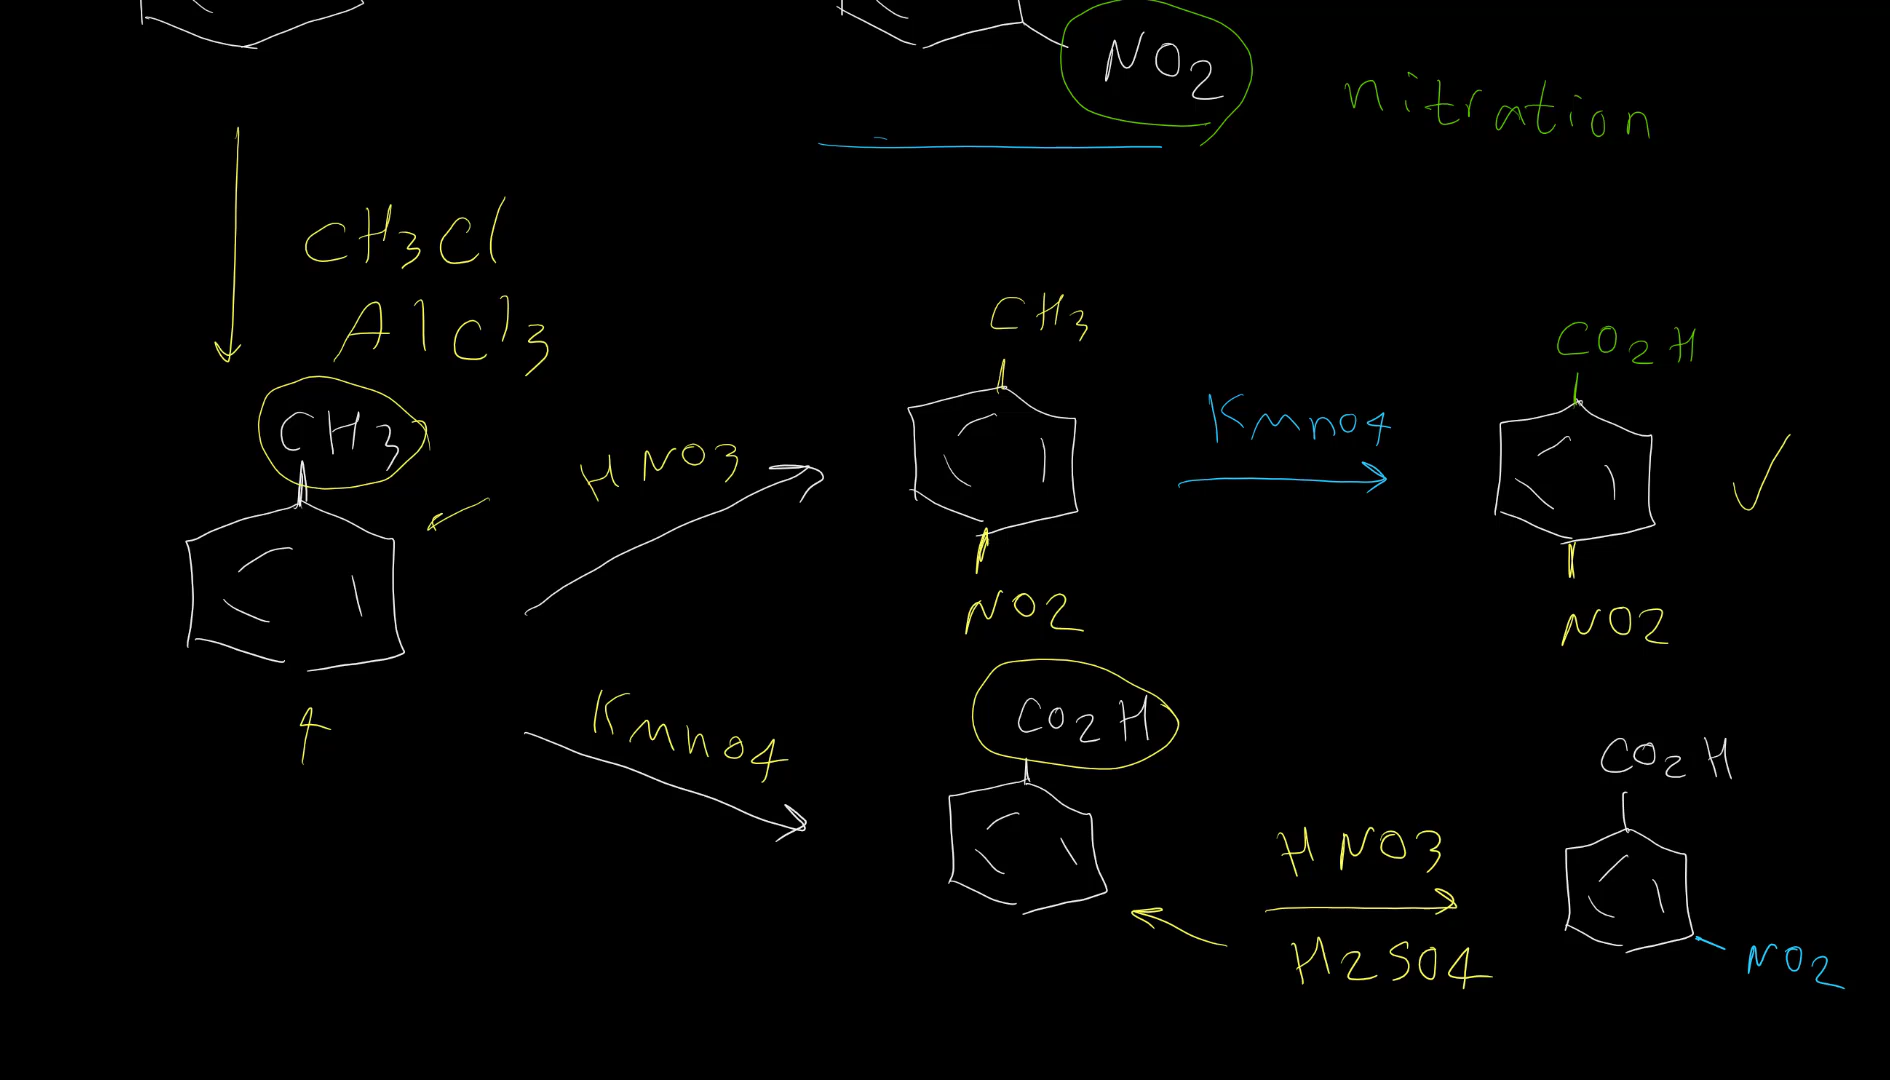 NO2
nitration
CH3Cl
AlCl3
CH3
CH3
CO2H
HNO3
KMnO4
NO2
NO2
KMnO4
CO2H
CO2H
HNO3
H2SO4
NO2